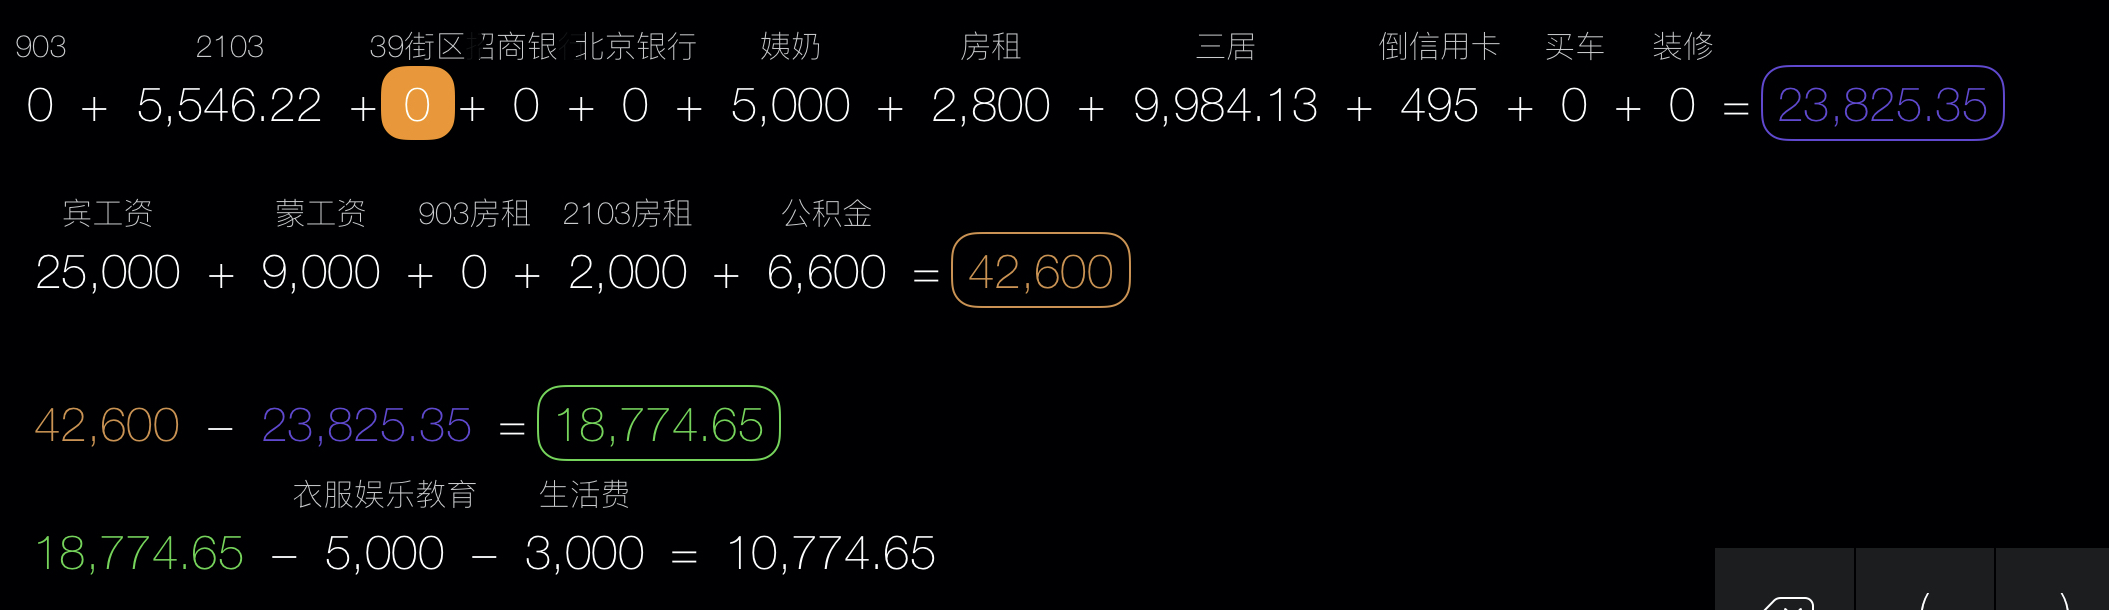 903 2103 39街区 招商银行 北京银行 姨奶 房租 三居 倒信用卡 买车 装修
0 + 5,546.22 + 0 + 0 + 0 + 5,000 + 2,800 + 9,984.13 + 495 + 0 + 0 = 23,825.35
宾工资 蒙工资 903房租 2103房租 公积金
25,000 + 9,000 + 0 + 2,000 + 6,600 = 42,600
42,600 − 23,825.35 = 18,774.65
衣服娱乐教育 生活费
18,774.65 − 5,000 − 3,000 = 10,774.65
( )